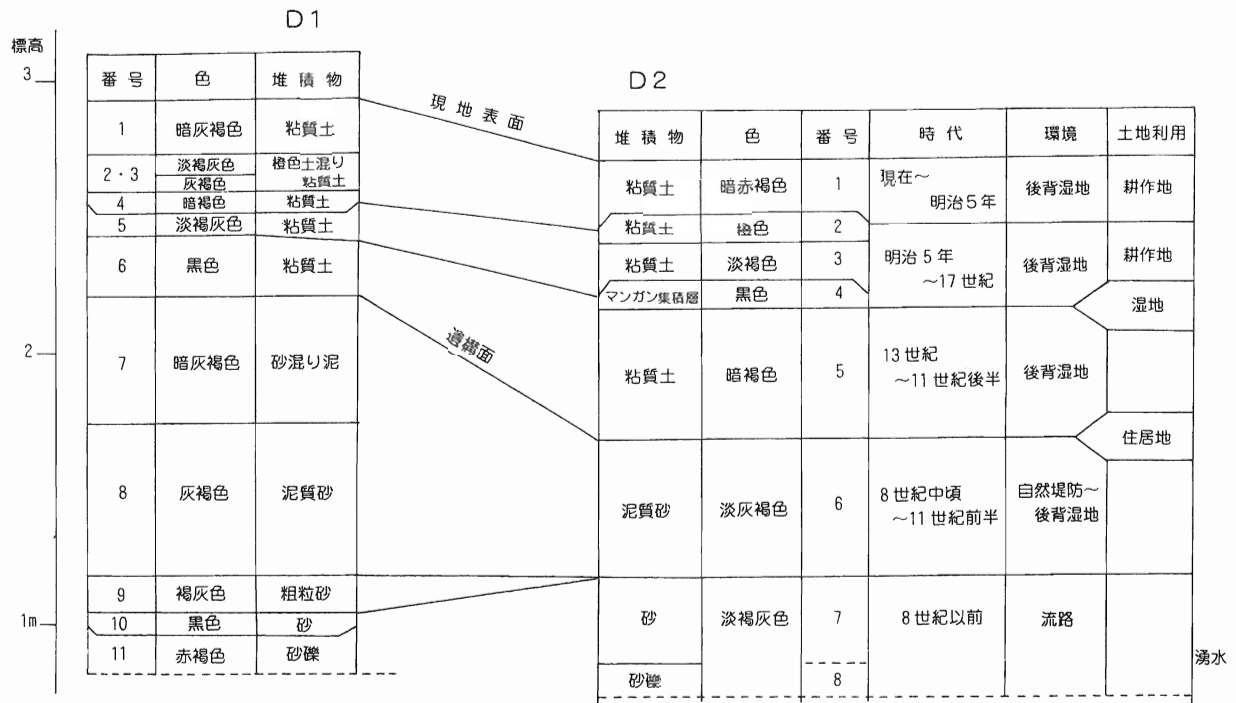 D1
標高
3
番号 色 堆積物
1 暗灰褐色 粘質土
2・3 淡褐灰色 橙色土混り
灰褐色 粘質土
4 暗褐色 粘質土
5 淡褐灰色 粘質土
6 黒色 粘質土
2
7 暗灰褐色 砂混り泥
8 灰褐色 泥質砂
9 褐灰色 粗粒砂
1m
10 黒色 砂
11 赤褐色 砂礫
現地表面
遺構面
D2
堆積物 色 番号 時代 環境 土地利用
粘質土 暗赤褐色 1 現在～
明治5年 後背湿地 耕作地
粘質土 橙色 2
粘質土 淡褐色 3 明治5年
～17世紀 後背湿地 耕作地
マンガン集積層 黒色 4 湿地
粘質土 暗褐色 5 13世紀
～11世紀後半 後背湿地
住居地
泥質砂 淡灰褐色 6 8世紀中頃
～11世紀前半 自然堤防～
後背湿地
砂 淡褐灰色 7 8世紀以前 流路
湧水
砂礫 8